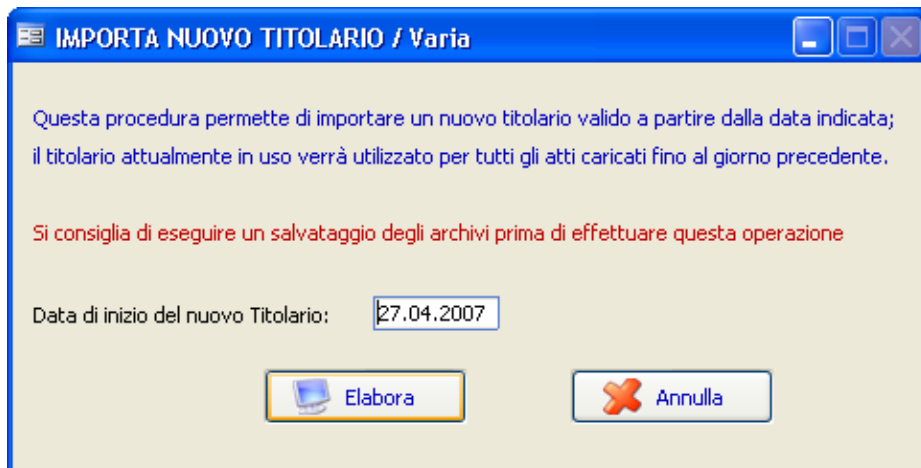 IMPORTA NUOVO TITOLARIO / Varia
Questa procedura permette di importare un nuovo titolario valido a partire dalla data indicata;
il titolario attualmente in uso verrà utilizzato per tutti gli atti caricati fino al giorno precedente.
Si consiglia di eseguire un salvataggio degli archivi prima di effettuare questa operazione
Data di inizio del nuovo Titolario: 27.04.2007
Elabora Annulla